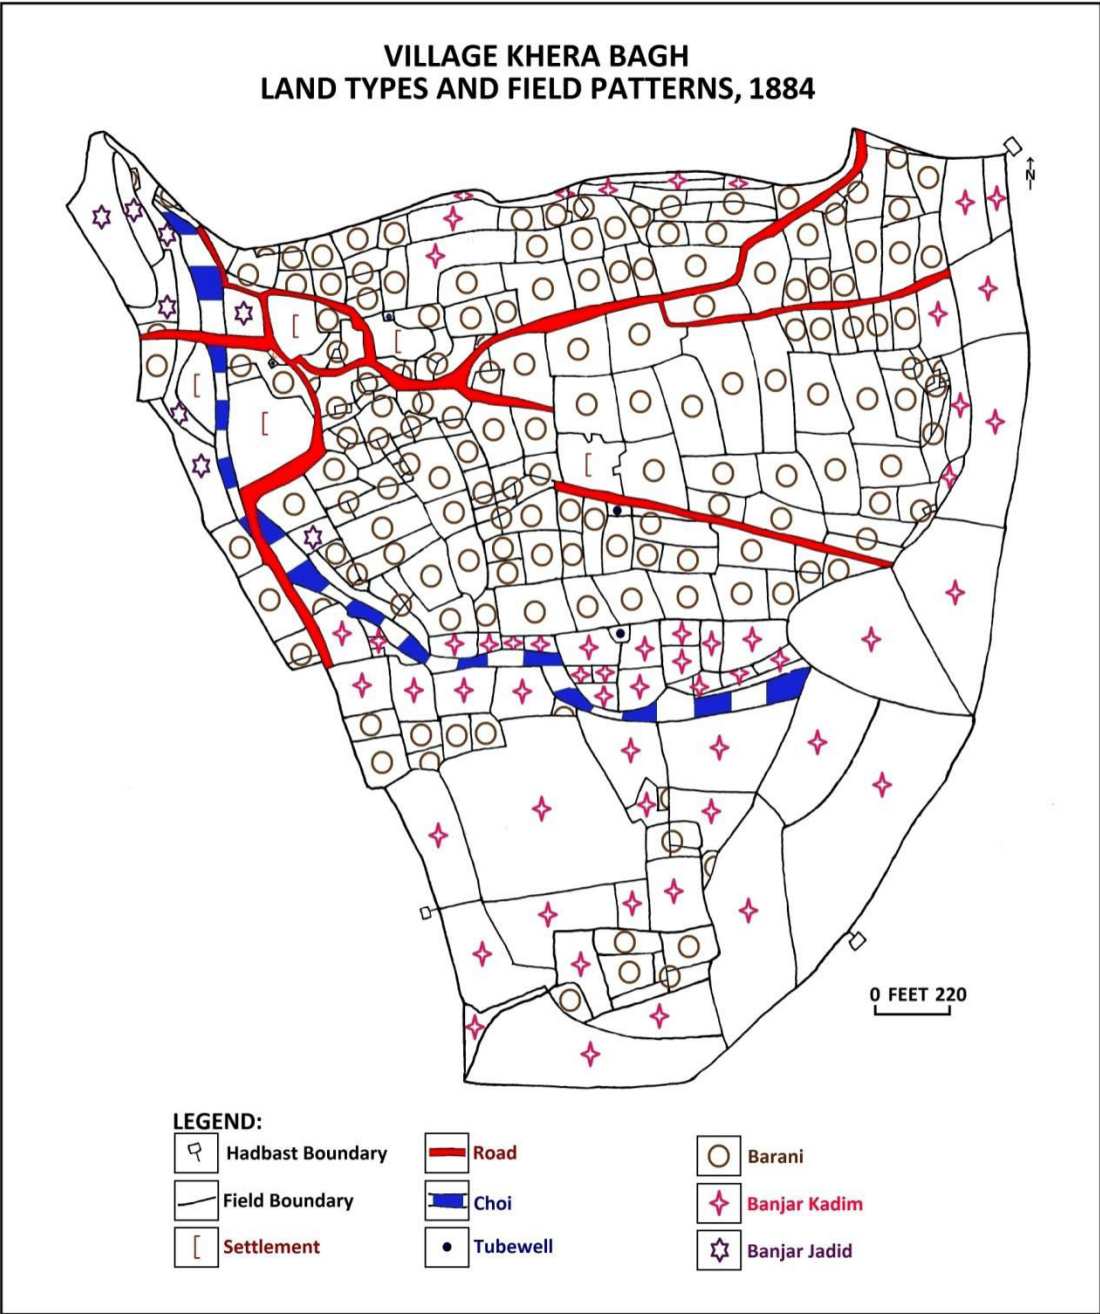 VILLAGE KHERA BAGH
LAND TYPES AND FIELD PATTERNS, 1884
N
0 FEET 220
LEGEND:
Hadbast Boundary
Road
Barani
Field Boundary
Choi
Banjar Kadim
Settlement
Tubewell
Banjar Jadid